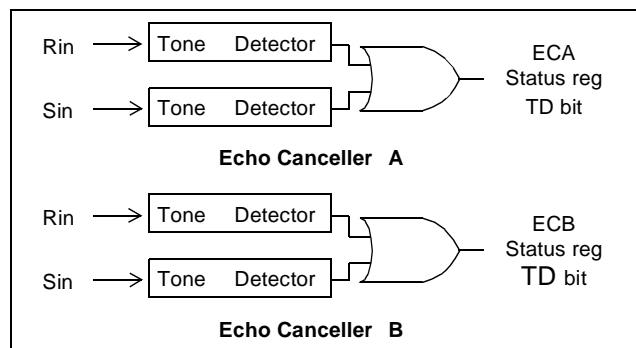 Rin
Tone Detector
Sin
Tone Detector
ECA
Status reg
TD bit
Echo Canceller A
Rin
Tone Detector
Sin
Tone Detector
ECB
Status reg
TD bit
Echo Canceller B